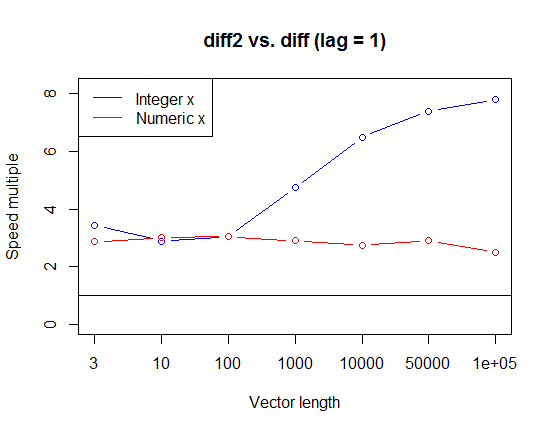 diff2 vs. diff (lag = 1)
Integer x
Numeric x
8
6
4
2
0
Speed multiple
3 10 100 1000 10000 50000 1e+05
Vector length